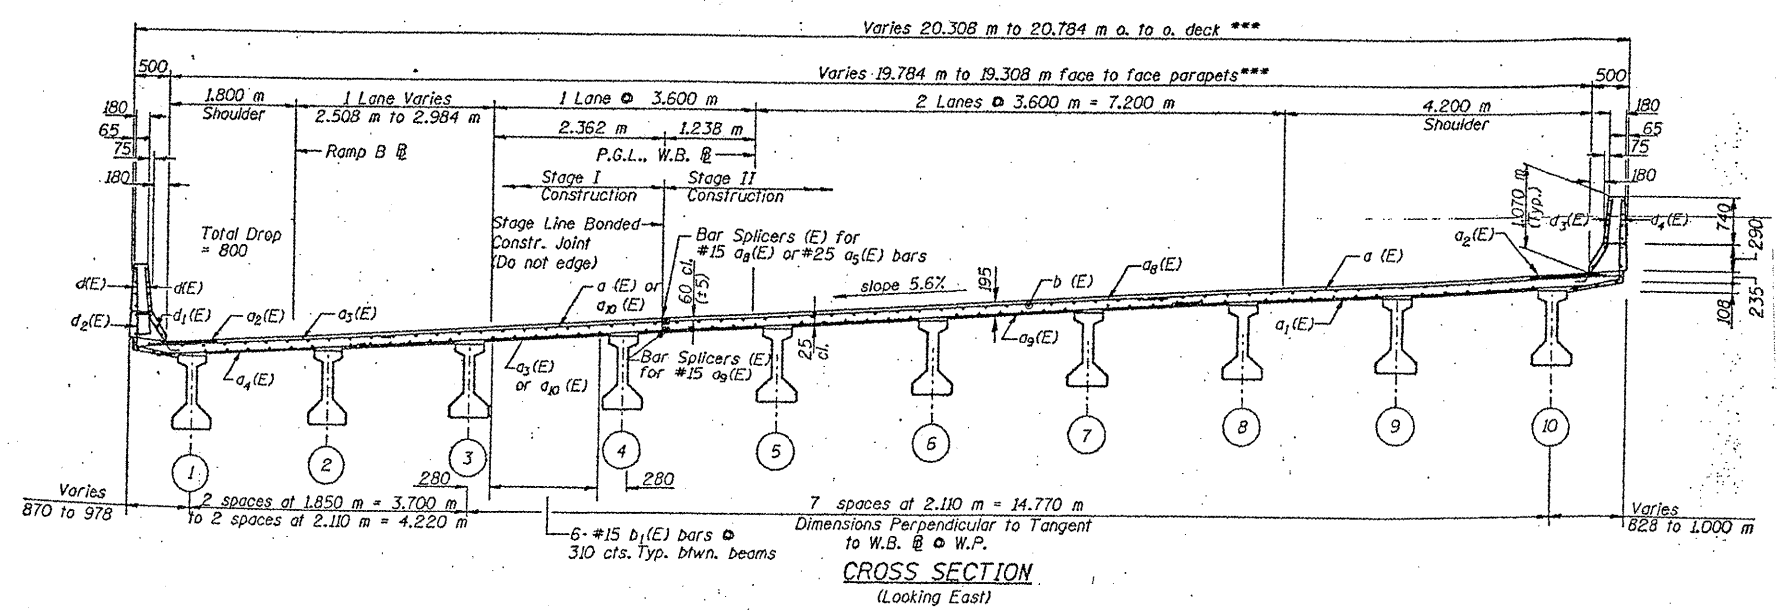 Varies 20.308 m to 20.784 m o. to o. deck ***
500
Varies 19.784 m to 19.308 m face to face parapets***
500
1.800 m
Shoulder
1 Lane Varies
2.508 m to 2.984 m
1 Lane @ 3.600 m
2 Lanes @ 3.600 m = 7.200 m
4.200 m
Shoulder
180
65
75
180
180
65
75
180
2.362 m
1.238 m
Ramp B ⅊
P.G.L., W.B. ⅊
Stage I
Construction
Stage II
Construction
Total Drop
= 800
Stage Line Bonded
Constr. Joint
(Do not edge)
Bar Splicers (E) for
#15 a8(E) or #25 a5(E) bars
1.070 m
(Typ.)
d3(E)
d4(E)
a2(E)
740
290
235
108
d(E)
d(E)
d1(E)
d2(E)
a2(E)
a3(E)
a (E) or
a10 (E)
60 cl.
(±5)
slope 5.6%
195
b (E)
a8(E)
a (E)
a4(E)
a3(E)
or a10 (E)
Bar Splicers (E)
for #15 a9(E)
25
cl.
a9(E)
a1(E)
1
2
3
4
5
6
7
8
9
10
280
280
Varies
870 to 978
2 spaces at 1.850 m = 3.700 m
to 2 spaces at 2.110 m = 4.220 m
7 spaces at 2.110 m = 14.770 m
Dimensions Perpendicular to Tangent
to W.B. ⅊ @ W.P.
Varies
828 to 1.000 m
6- #15 b1(E) bars @
310 cts. Typ. btwn. beams
CROSS SECTION
(Looking East)